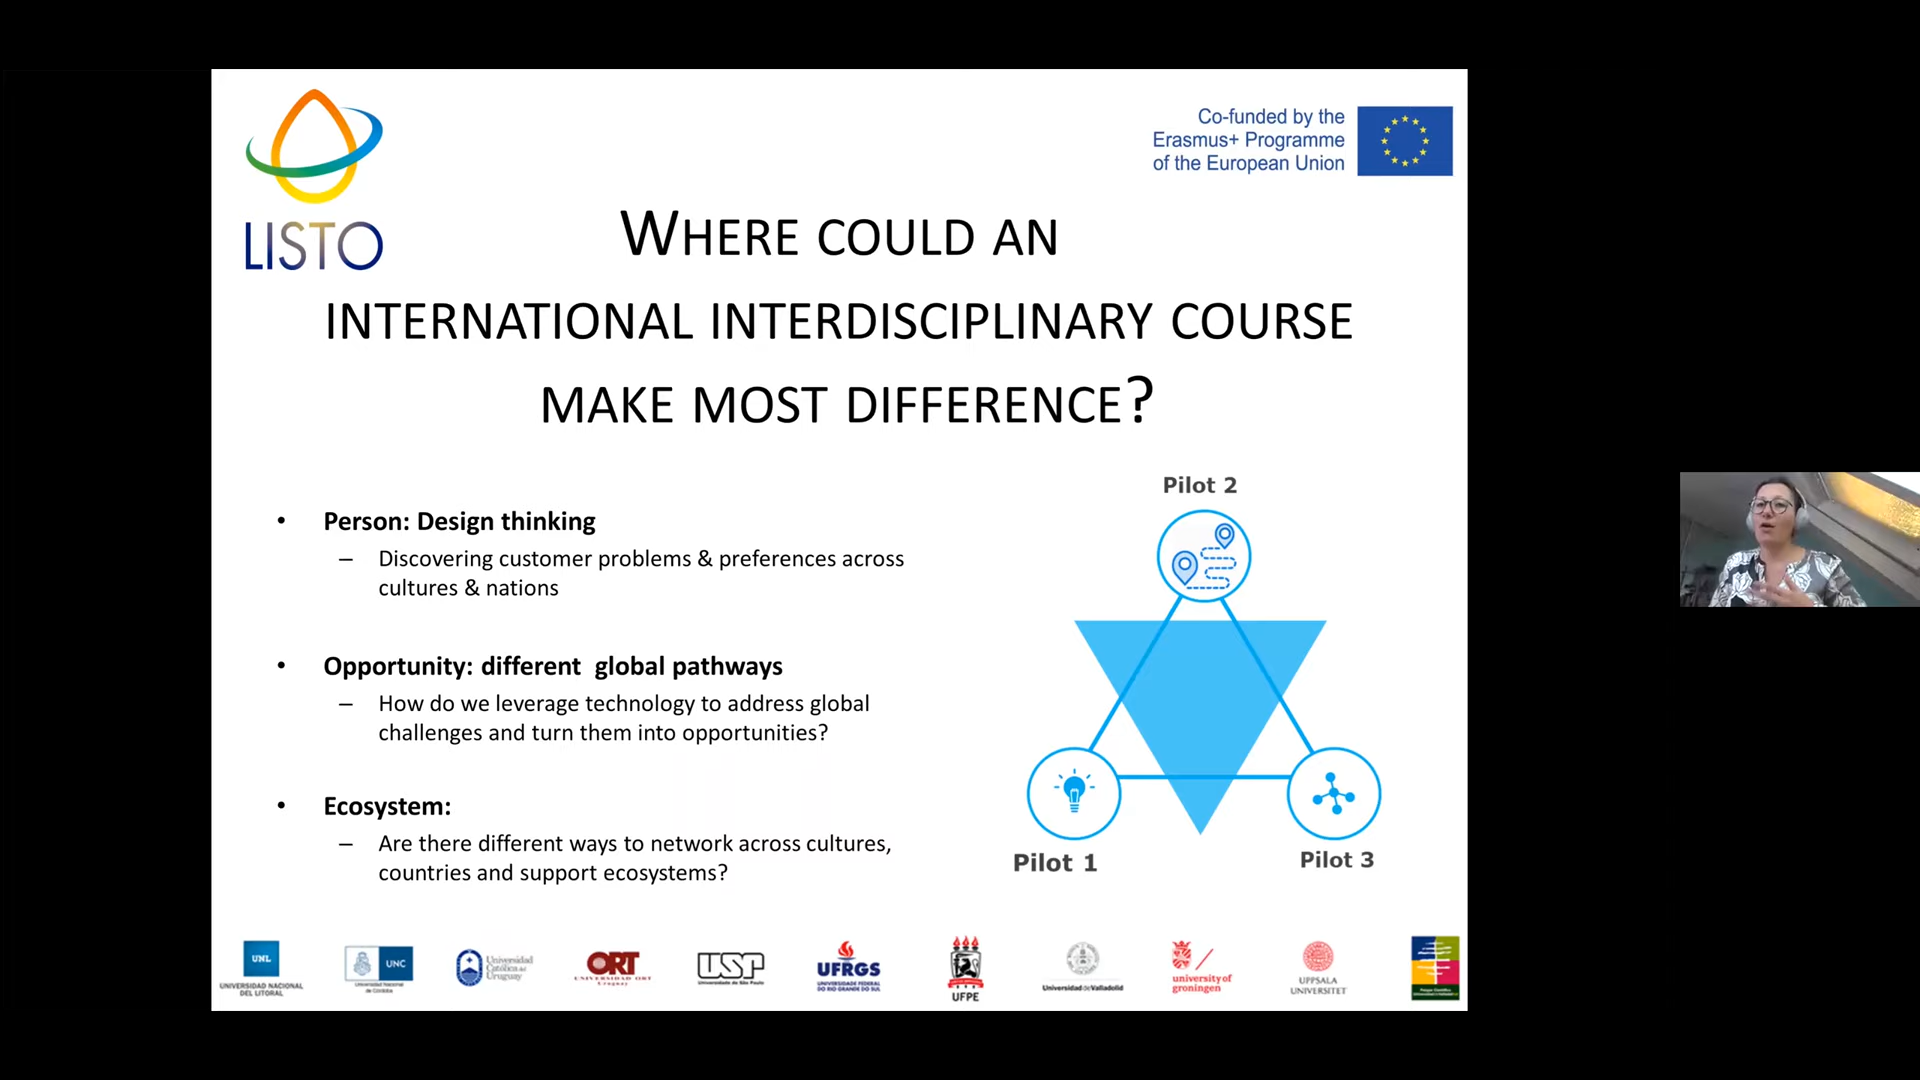 LISTO
Co-funded by the
Erasmus+ Programme
of the European Union
WHERE COULD AN
INTERNATIONAL INTERDISCIPLINARY COURSE
MAKE MOST DIFFERENCE?
• Person: Design thinking
– Discovering customer problems & preferences across
cultures & nations
• Opportunity: different global pathways
– How do we leverage technology to address global
challenges and turn them into opportunities?
• Ecosystem:
– Are there different ways to network across cultures,
countries and support ecosystems?
Pilot 2
Pilot 1
Pilot 3
UNL
UNIVERSIDAD NACIONAL
DEL LITORAL
UNC
Universidad Nacional
de Córdoba
Universidad
Católica del
Uruguay
ORT
UNIVERSIDAD ORT
Uruguay
USP
Universidade de São Paulo
UFRGS
UNIVERSIDADE FEDERAL
DO RIO GRANDE DO SUL
UFPE
Universidad de Valladolid
university of
groningen
UPPSALA
UNIVERSITET